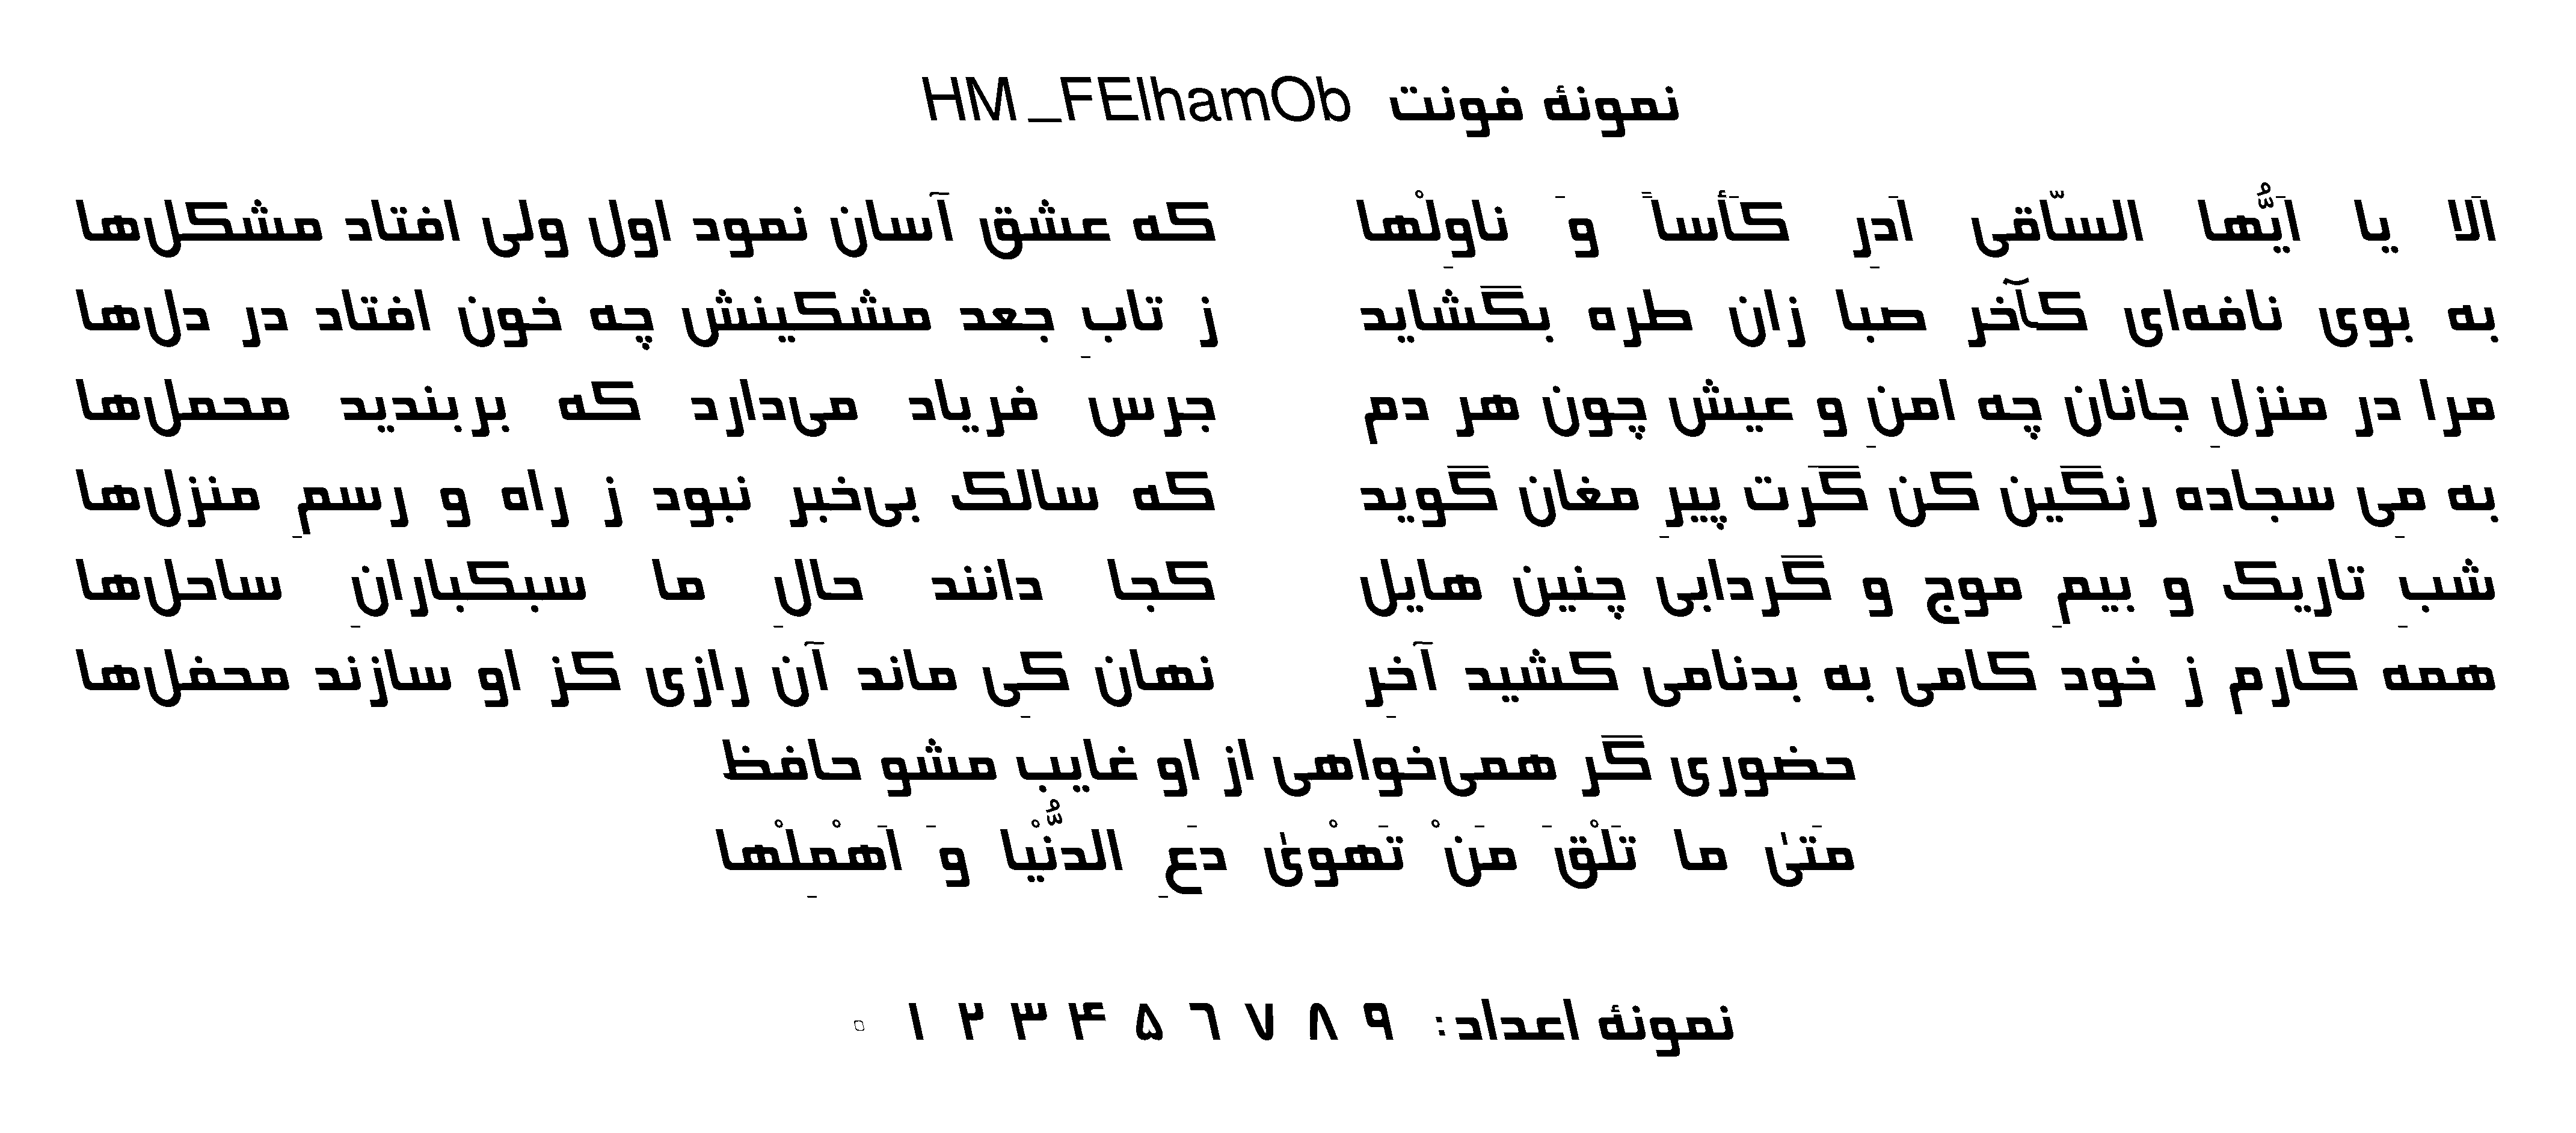 نمونهٔ فونت HM_FElhamOb
اَلا یا اَیُّها السّاقی اَدِر کَأساً وَ ناوِلْها که عشق آسان نمود اول ولی افتاد مشکل‌ها
به بوی نافه‌ای کآخر صبا زان طره بگشاید ز تابِ جعد مشکینش چه خون افتاد در دل‌ها
مرا در منزلِ جانان چه امنِ و عیش چون هر دم جرس فریاد می‌دارد که بربندید محمل‌ها
به مِی سجاده رنگین کن گَرت پیرِ مغان گوید که سالک بی‌خبر نبود ز راه و رسمِ منزل‌ها
شبِ تاریک و بیمِ موج و گردابی چنین هایل کجا دانند حالِ ما سبکبارانِ ساحل‌ها
همه کارم ز خود کامی به بدنامی کشید آخِر نهان کِی ماند آن رازی کز او سازند محفل‌ها
حضوری گر همی‌خواهی از او غایب مشو حافظ
مَتیٰ ما تَلْقَ مَنْ تَهْویٰ دَعِ الدُّنْیا وَ اَهْمِلْها
نمونهٔ اعداد: ۹ ۸ ۷ ۶ ۵ ۴ ۳ ۲ ۱ ۰